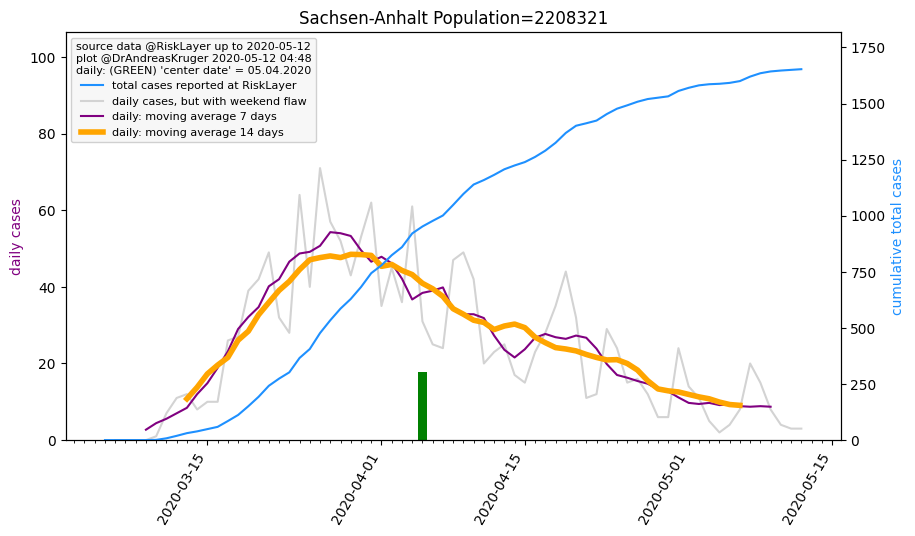 Sachsen-Anhalt Population=2208321
source data @RiskLayer up to 2020-05-12
plot @DrAndreasKruger 2020-05-12 04:48
daily: (GREEN) 'center date' = 05.04.2020
total cases reported at RiskLayer
daily cases, but with weekend flaw
daily: moving average 7 days
daily: moving average 14 days
daily cases
100
80
60
40
20
0
cumulative total cases
1750
1500
1250
1000
750
500
250
0
2020-03-15
2020-04-01
2020-04-15
2020-05-01
2020-05-15